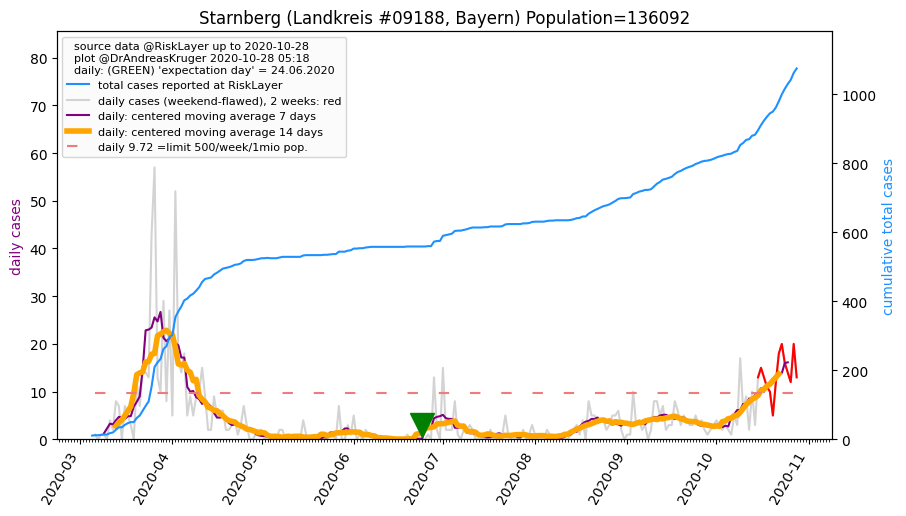 Starnberg (Landkreis #09188, Bayern) Population=136092
source data @RiskLayer up to 2020-10-28
plot @DrAndreasKruger 2020-10-28 05:18
daily: (GREEN) 'expectation day' = 24.06.2020
total cases reported at RiskLayer
daily cases (weekend-flawed), 2 weeks: red
daily: centered moving average 7 days
daily: centered moving average 14 days
daily 9.72 =limit 500/week/1mio pop.
daily cases
80
70
60
50
40
30
20
10
0
cumulative total cases
1000
800
600
400
200
0
2020-03
2020-04
2020-05
2020-06
2020-07
2020-08
2020-09
2020-10
2020-11